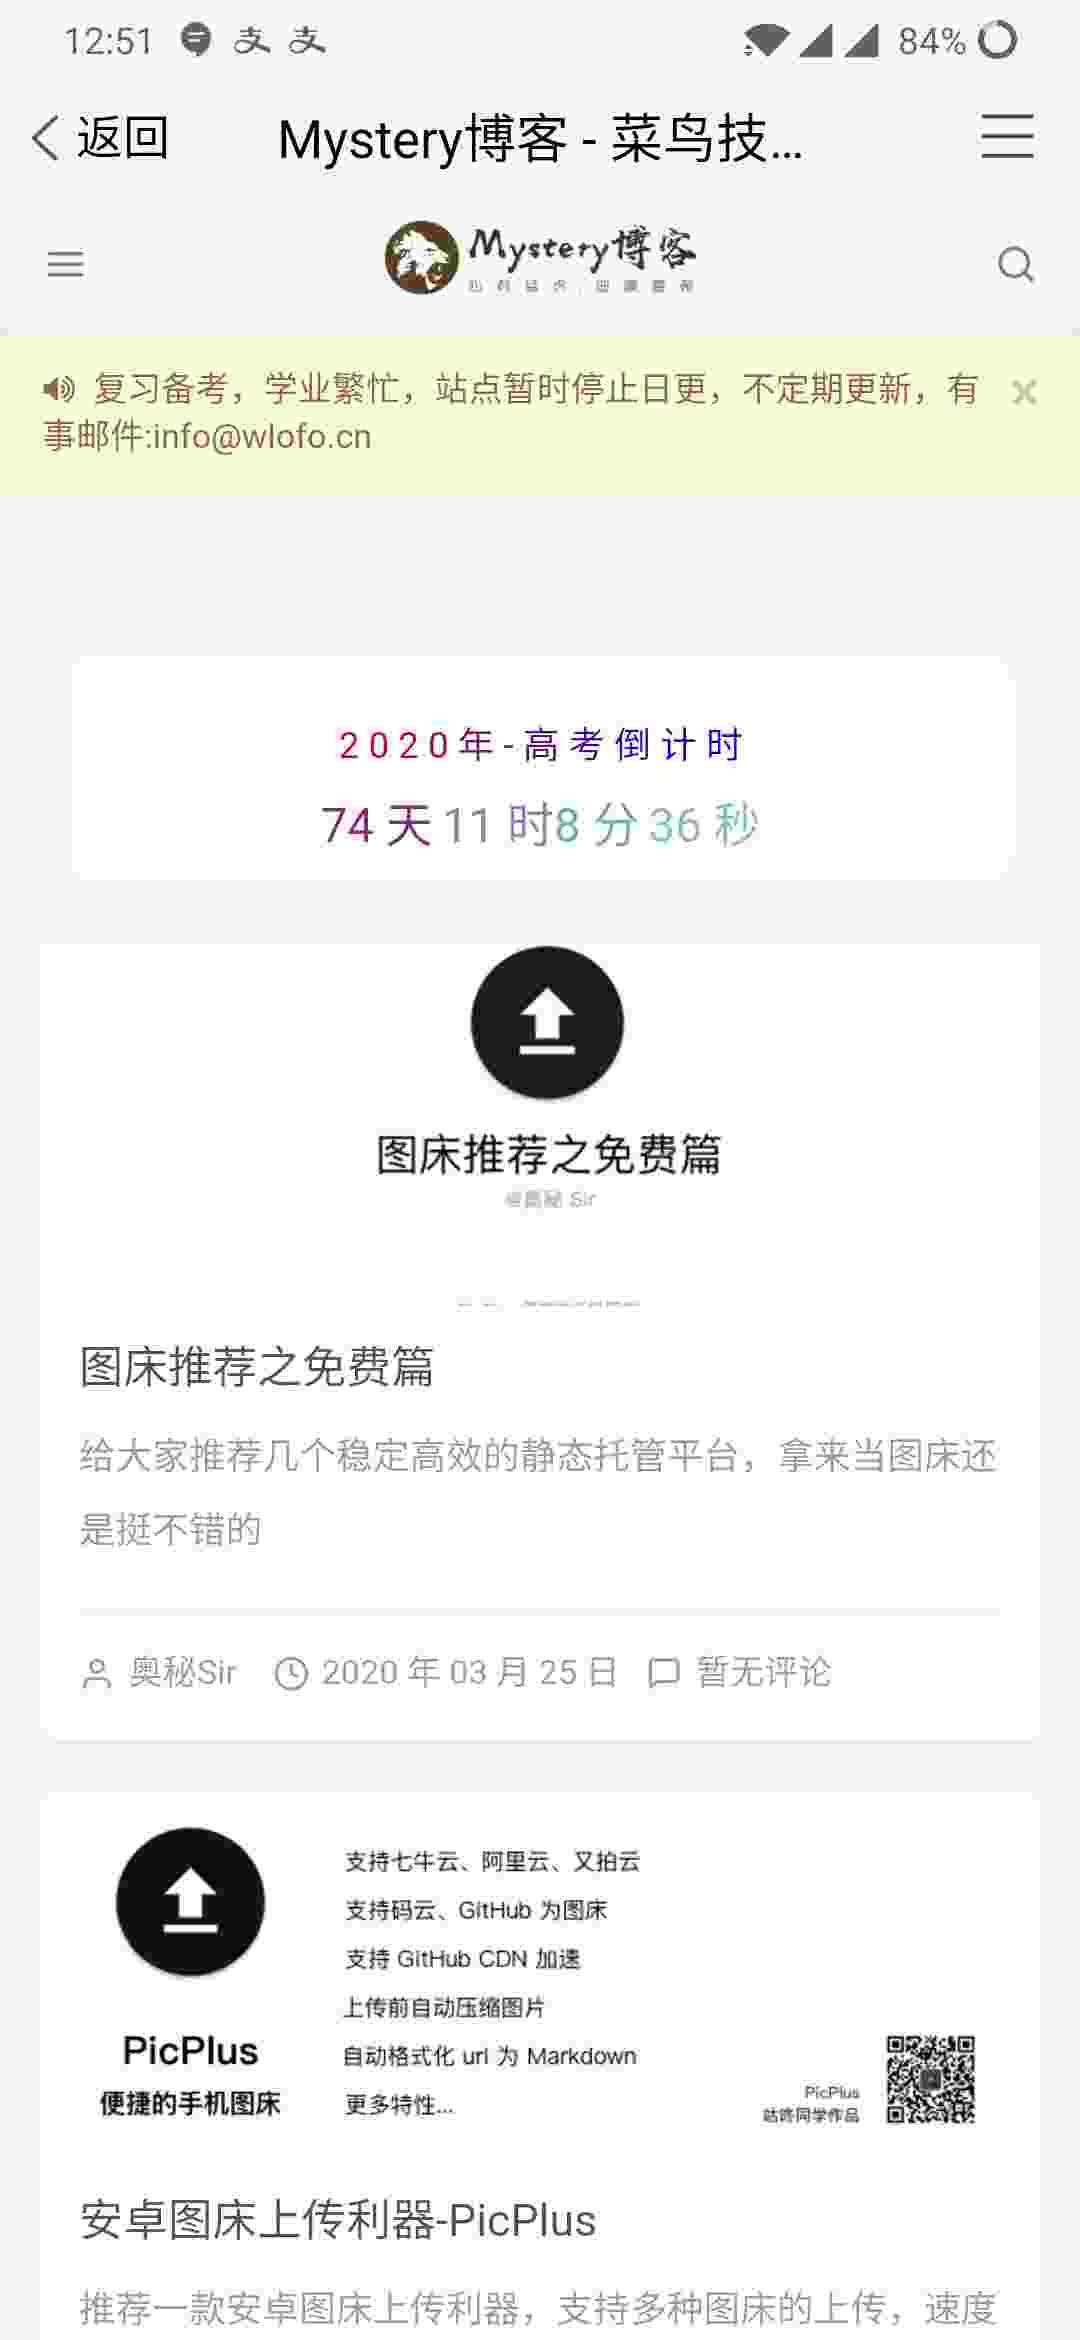 12:51 支 支 84%
返回 Mystery博客 - 菜鸟技...
Mystery博客
复习备考，学业繁忙，站点暂时停止日更，不定期更新，有
事邮件:info@wlofo.cn
2020年-高考倒计时
74 天 11 时8 分 36 秒
图床推荐之免费篇
@奥秘 Sir
图床推荐之免费篇
给大家推荐几个稳定高效的静态托管平台，拿来当图床还
是挺不错的
奥秘Sir 2020 年 03 月 25 日 暂无评论
支持七牛云、阿里云、又拍云
支持码云、GitHub 为图床
支持 GitHub CDN 加速
上传前自动压缩图片
自动格式化 url 为 Markdown
更多特性...
PicPlus
便捷的手机图床
PicPlus
咕咚同学作品
安卓图床上传利器-PicPlus
推荐一款安卓图床上传利器，支持多种图床的上传，速度